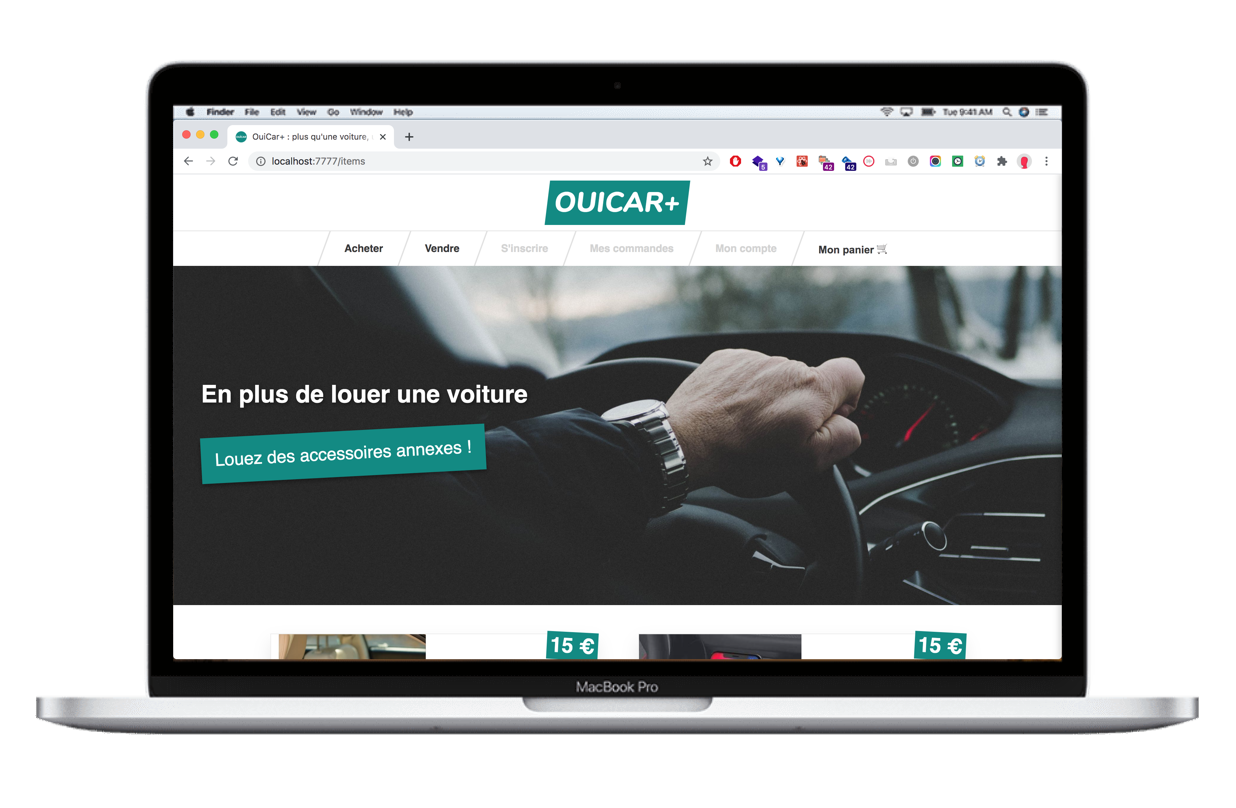 Finder File Edit View Go Window Help Tue 9:41 AM
OuiCar+ : plus qu'une voiture,
localhost:7777/items
5 42 42
OUICAR+
Acheter Vendre S'inscrire Mes commandes Mon compte Mon panier
En plus de louer une voiture
Louez des accessoires annexes !
15 € 15 €
MacBook Pro